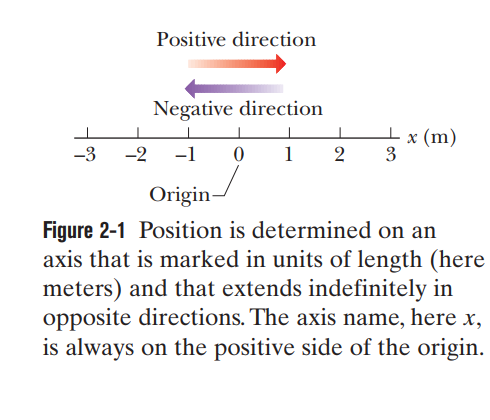 Positive direction
Negative direction
x (m)
–3 –2 –1 0 1 2 3
Origin
Figure 2-1 Position is determined on an
axis that is marked in units of length (here
meters) and that extends indefinitely in
opposite directions. The axis name, here x,
is always on the positive side of the origin.